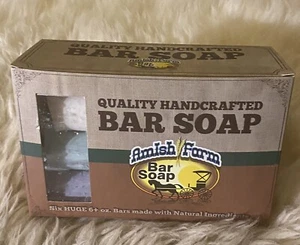 QUALITY HANDCRAFTED
BAR SOAP
QUALITY HANDCRAFTED
BAR SOAP
Amish Farm
Bar
Soap
Six HUGE 6+ oz. Bars made with Natural